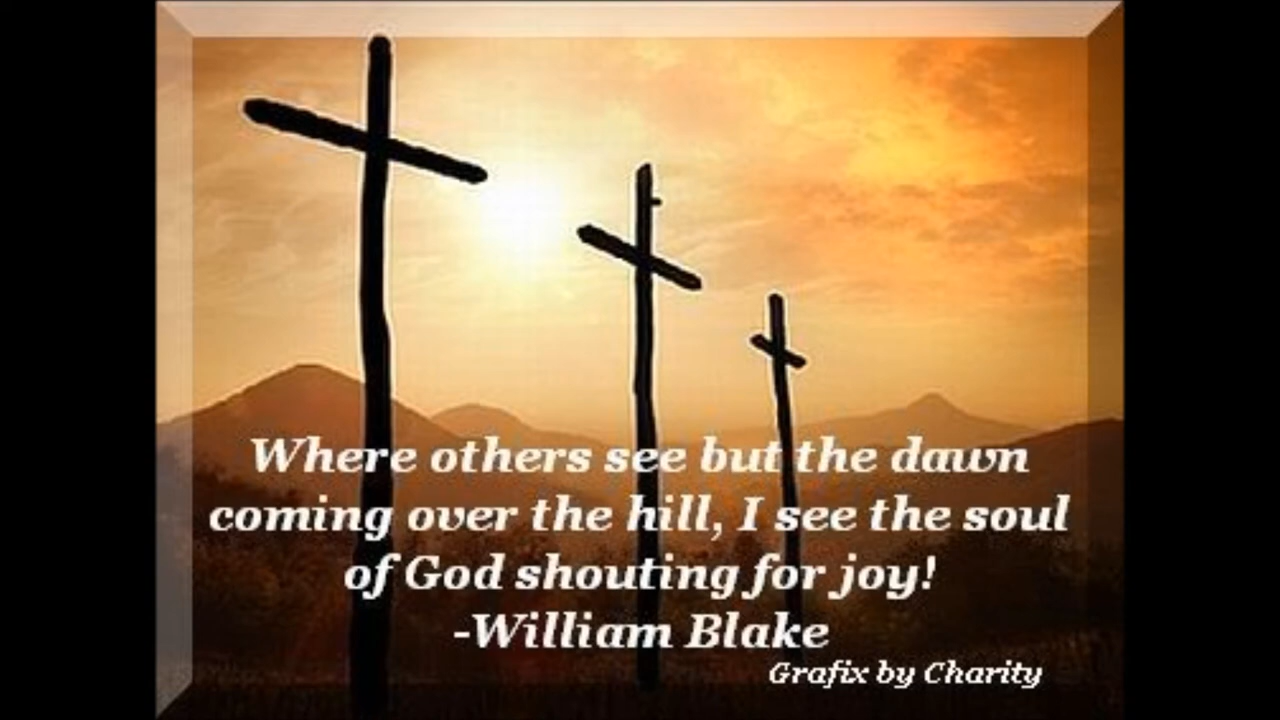 Where others see but the dawn
coming over the hill, I see the soul
of God shouting for joy!
-William Blake
Grafix by Charity